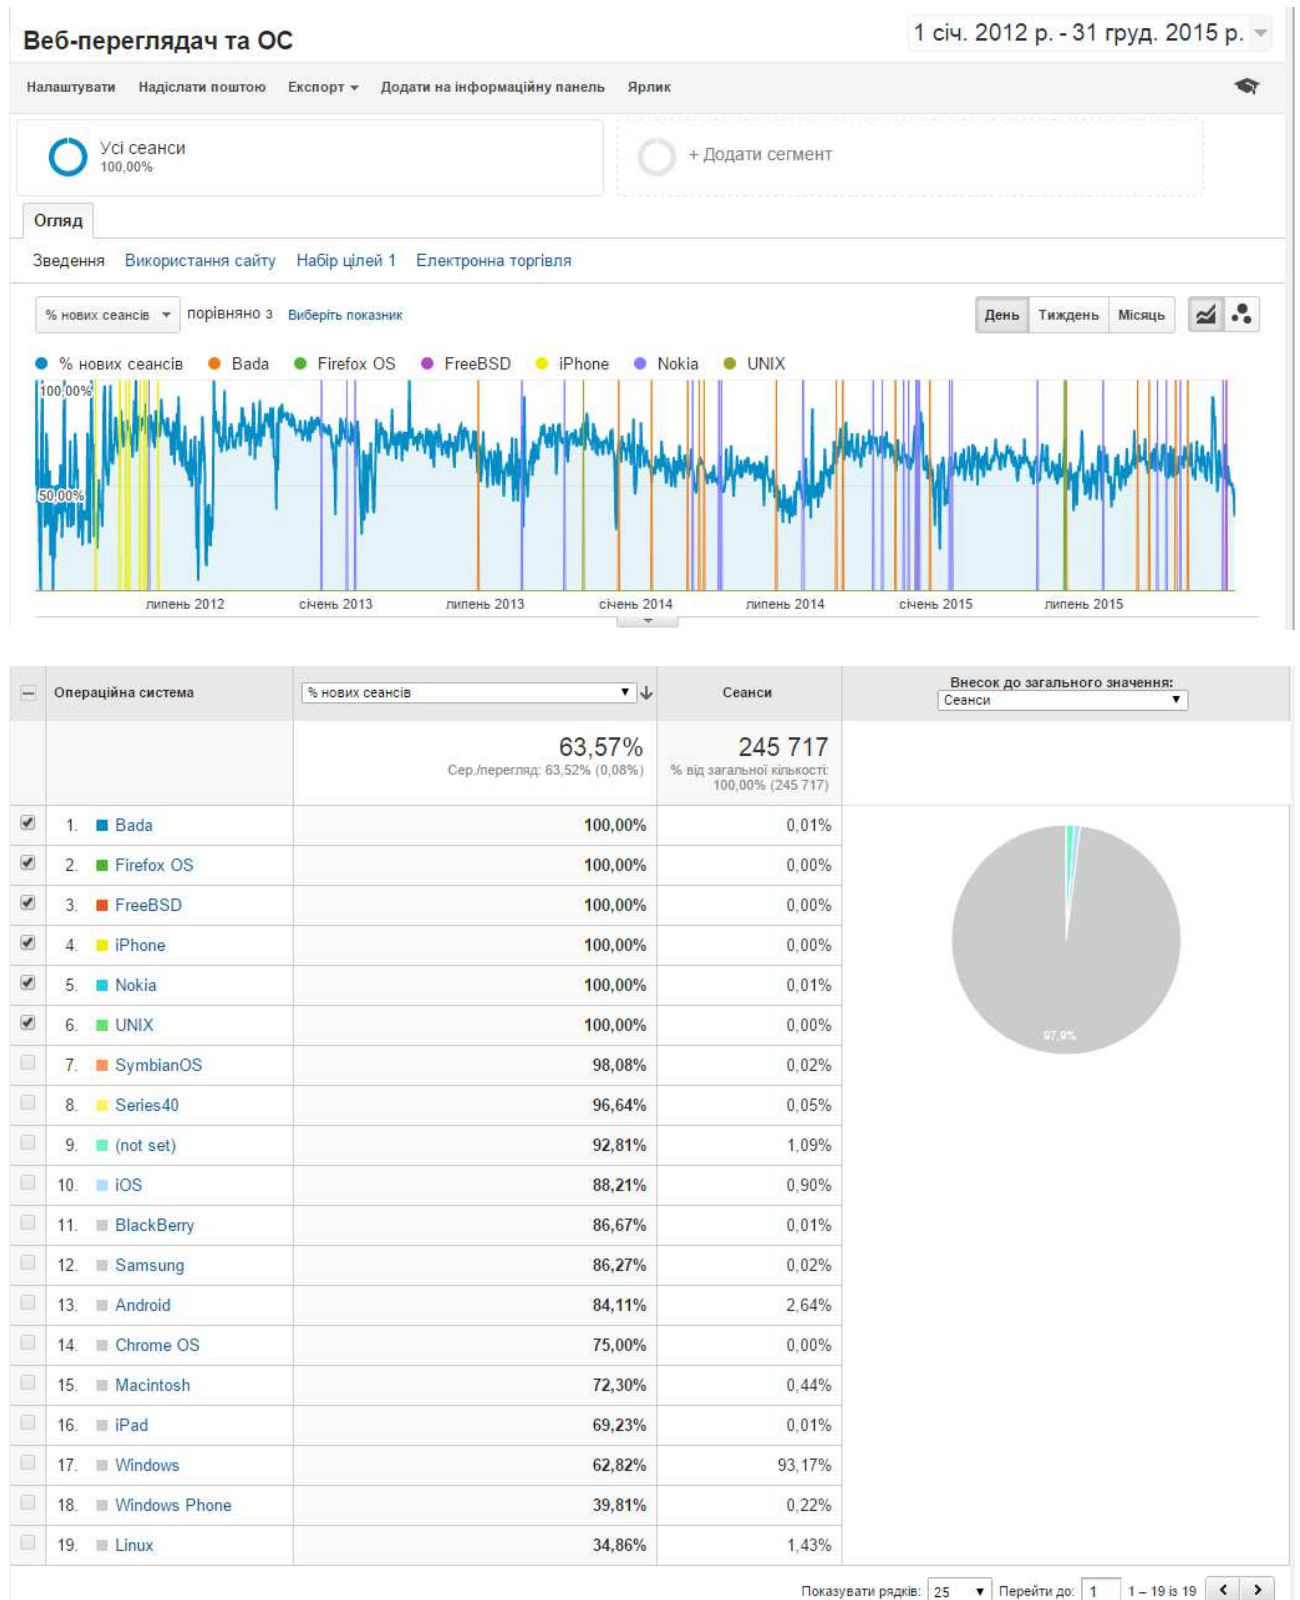 Веб-переглядач та ОС
1 січ. 2012 р. - 31 груд. 2015 р.
Налаштувати Надіслати поштою Експорт Додати на інформаційну панель Ярлик
Усі сеанси
100,00%
+ Додати сегмент
Огляд
Зведення Використання сайту Набір цілей 1 Електронна торгівля
% нових сеансів порівняно з Виберіть показник
День Тиждень Місяць
% нових сеансів Bada Firefox OS FreeBSD iPhone Nokia UNIX
100,00%
50,00%
липень 2012 січень 2013 липень 2013 січень 2014 липень 2014 січень 2015 липень 2015
Операційна система % нових сеансів Сеанси Внесок до загального значення:
Сеанси
63,57% 245 717
Сер./перегляд: 63,52% (0,08%) % від загальної кількості:
100,00% (245 717)
1. Bada 100,00% 0,01%
2. Firefox OS 100,00% 0,00%
3. FreeBSD 100,00% 0,00%
4. iPhone 100,00% 0,00%
5. Nokia 100,00% 0,01%
6. UNIX 100,00% 0,00%
7. SymbianOS 98,08% 0,02%
8. Series40 96,64% 0,05%
9. (not set) 92,81% 1,09%
10. iOS 88,21% 0,90%
11. BlackBerry 86,67% 0,01%
12. Samsung 86,27% 0,02%
13. Android 84,11% 2,64%
14. Chrome OS 75,00% 0,00%
15. Macintosh 72,30% 0,44%
16. iPad 69,23% 0,01%
17. Windows 62,82% 93,17%
18. Windows Phone 39,81% 0,22%
19. Linux 34,86% 1,43%
97,9%
Показувати рядків: 25 Перейти до: 1 1 – 19 із 19